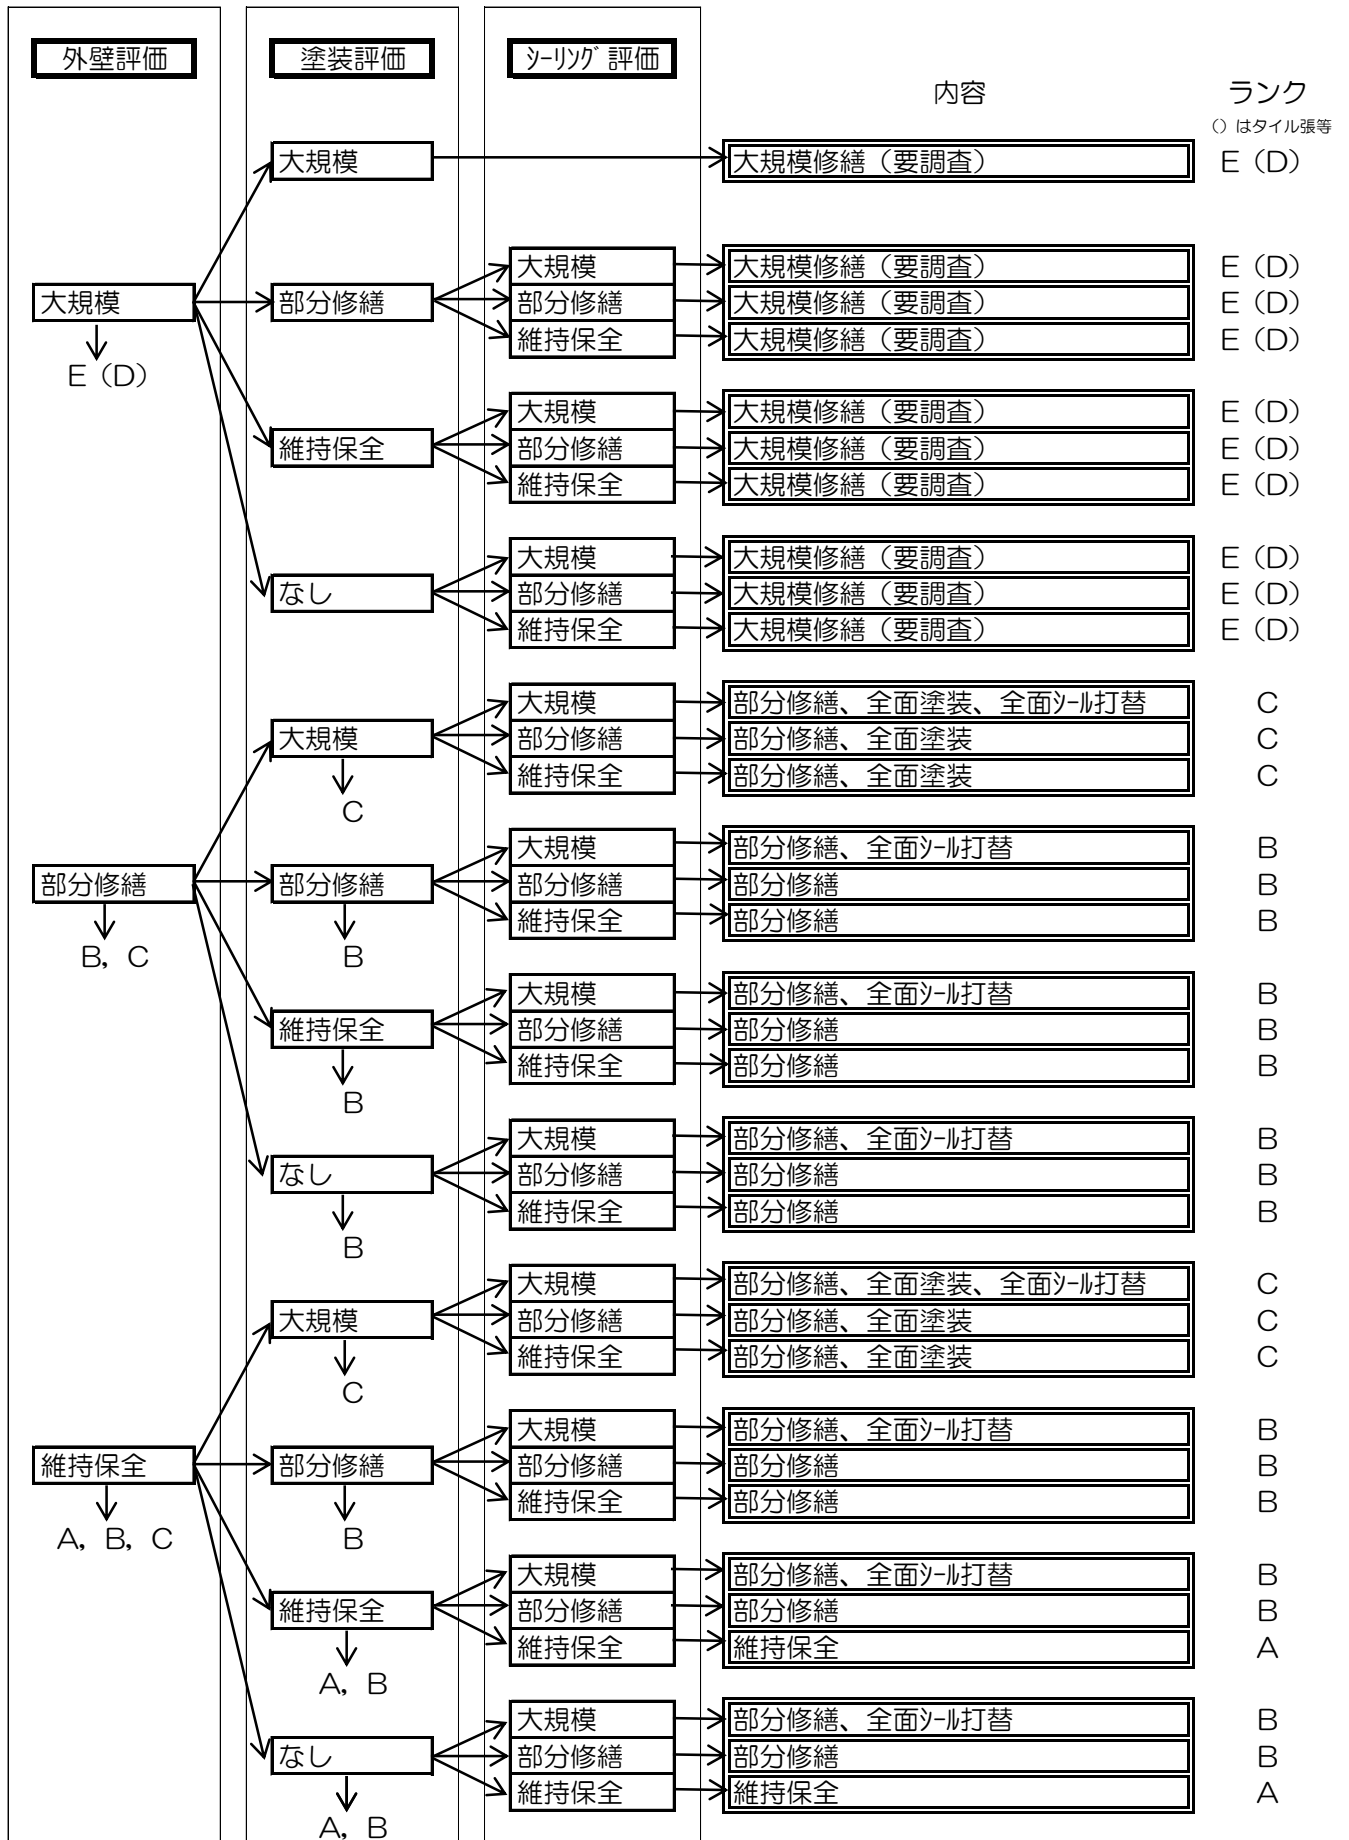 外壁評価 塗装評価 ｼｰﾘﾝｸﾞ評価
内容 ランク
（）はタイル張等
大規模 大規模修繕（要調査） E（D）
大規模 大規模修繕（要調査） E（D）
大規模 部分修繕 部分修繕 大規模修繕（要調査） E（D）
維持保全 大規模修繕（要調査） E（D）
E（D）
大規模 大規模修繕（要調査） E（D）
維持保全 部分修繕 大規模修繕（要調査） E（D）
維持保全 大規模修繕（要調査） E（D）
大規模 大規模修繕（要調査） E（D）
なし 部分修繕 大規模修繕（要調査） E（D）
維持保全 大規模修繕（要調査） E（D）
大規模 部分修繕、全面塗装、全面ｼｰﾙ打替 C
大規模 部分修繕 部分修繕、全面塗装 C
維持保全 部分修繕、全面塗装 C
C
大規模 部分修繕、全面ｼｰﾙ打替 B
部分修繕 部分修繕 部分修繕 部分修繕 B
維持保全 部分修繕 B
B，C B
大規模 部分修繕、全面ｼｰﾙ打替 B
維持保全 部分修繕 部分修繕 B
維持保全 部分修繕 B
B
大規模 部分修繕、全面ｼｰﾙ打替 B
なし 部分修繕 部分修繕 B
維持保全 部分修繕 B
B
大規模 部分修繕、全面塗装、全面ｼｰﾙ打替 C
大規模 部分修繕 部分修繕、全面塗装 C
維持保全 部分修繕、全面塗装 C
C
大規模 部分修繕、全面ｼｰﾙ打替 B
維持保全 部分修繕 部分修繕 部分修繕 B
維持保全 部分修繕 B
A，B，C B
大規模 部分修繕、全面ｼｰﾙ打替 B
維持保全 部分修繕 部分修繕 B
維持保全 維持保全 A
A，B
大規模 部分修繕、全面ｼｰﾙ打替 B
なし 部分修繕 部分修繕 B
維持保全 維持保全 A
A，B